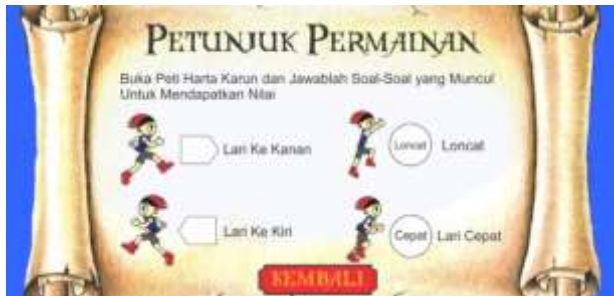 PETUNJUK PERMAINAN
Buka Peti Harta Karun dan Jawablah Soal-Soal yang Muncul
Untuk Mendapatkan Nilai
Lari Ke Kanan
Loncat Loncat
Lari Ke Kiri
Cepat Lari Cepat
KEMBALI